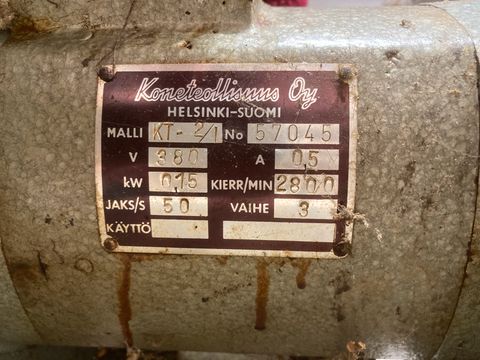 Koneteollisuus Oy
HELSINKI-SUOMI
MALLI KT-2/1 No 57045
V 380 A 0,5
kW 0,15 KIERR/MIN 2800
JAKS/S 50 VAIHE 3
KÄYTTÖ